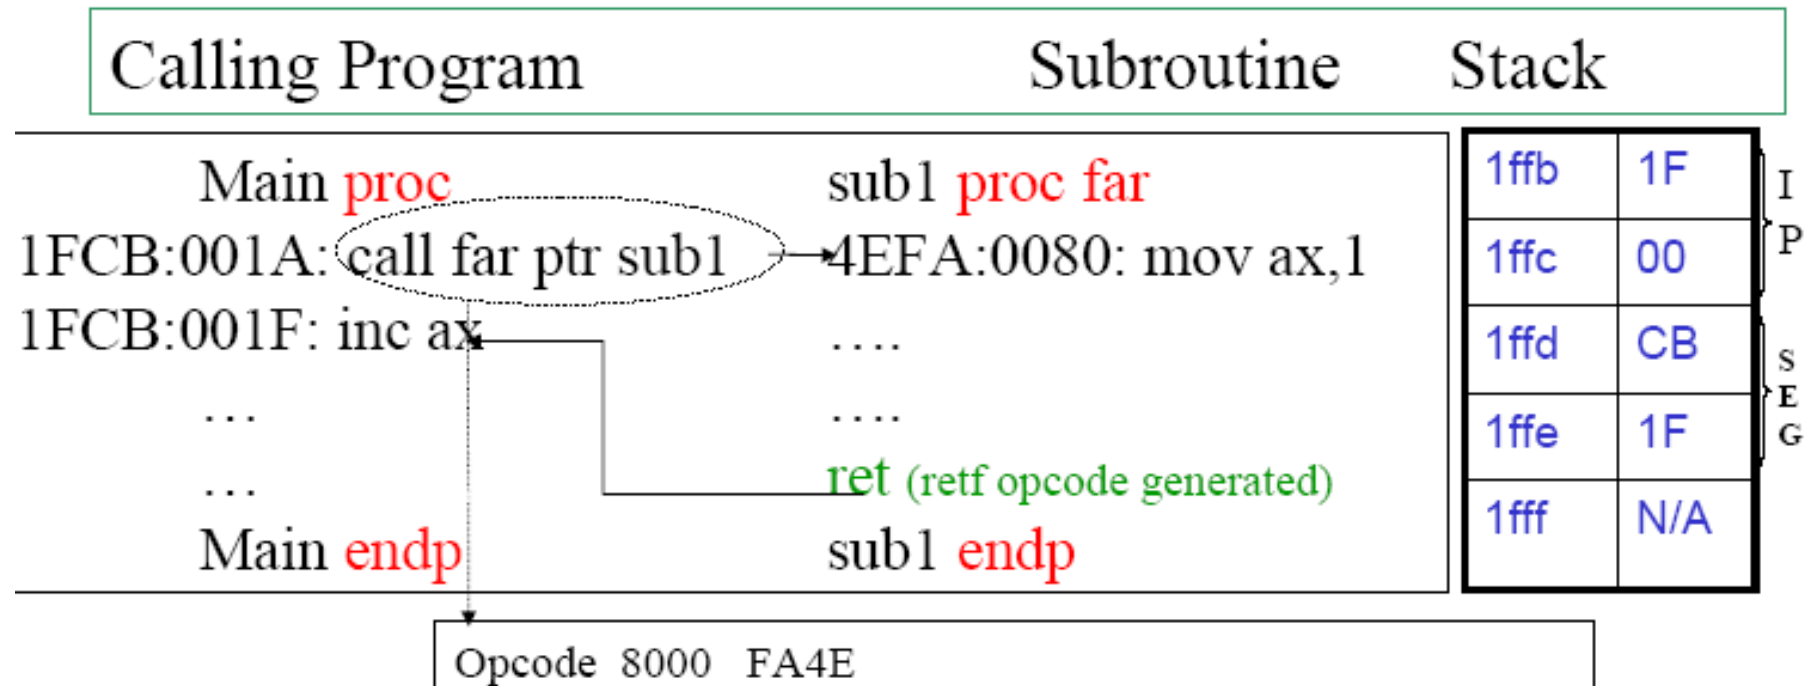 Calling Program Subroutine Stack
Main proc sub1 proc far
1FCB:001A: call far ptr sub1 4EFA:0080: mov ax,1
1FCB:001F: inc ax ....
... ....
... ret (retf opcode generated)
Main endp sub1 endp
1ffb 1F
1ffc 00
1ffd CB
1ffe 1F
1fff N/A
I
P
S
E
G
Opcode 8000 FA4E